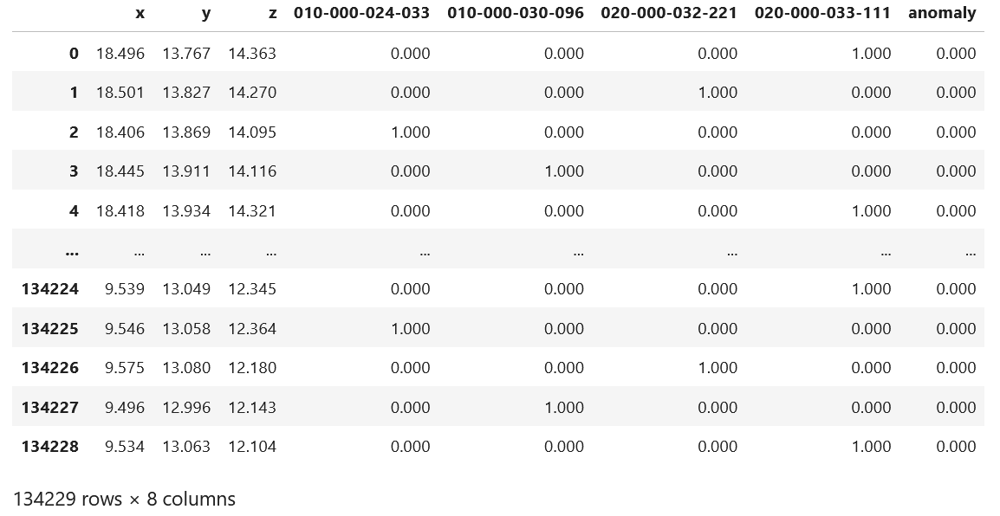 x y z 010-000-024-033 010-000-030-096 020-000-032-221 020-000-033-111 anomaly
0 18.496 13.767 14.363 0.000 0.000 0.000 1.000 0.000
1 18.501 13.827 14.270 0.000 0.000 1.000 0.000 0.000
2 18.406 13.869 14.095 1.000 0.000 0.000 0.000 0.000
3 18.445 13.911 14.116 0.000 1.000 0.000 0.000 0.000
4 18.418 13.934 14.321 0.000 0.000 0.000 1.000 0.000
... ... ... ... ... ... ... ... ...
134224 9.539 13.049 12.345 0.000 0.000 0.000 1.000 0.000
134225 9.546 13.058 12.364 1.000 0.000 0.000 0.000 0.000
134226 9.575 13.080 12.180 0.000 0.000 1.000 0.000 0.000
134227 9.496 12.996 12.143 0.000 1.000 0.000 0.000 0.000
134228 9.534 13.063 12.104 0.000 0.000 0.000 1.000 0.000
134229 rows × 8 columns